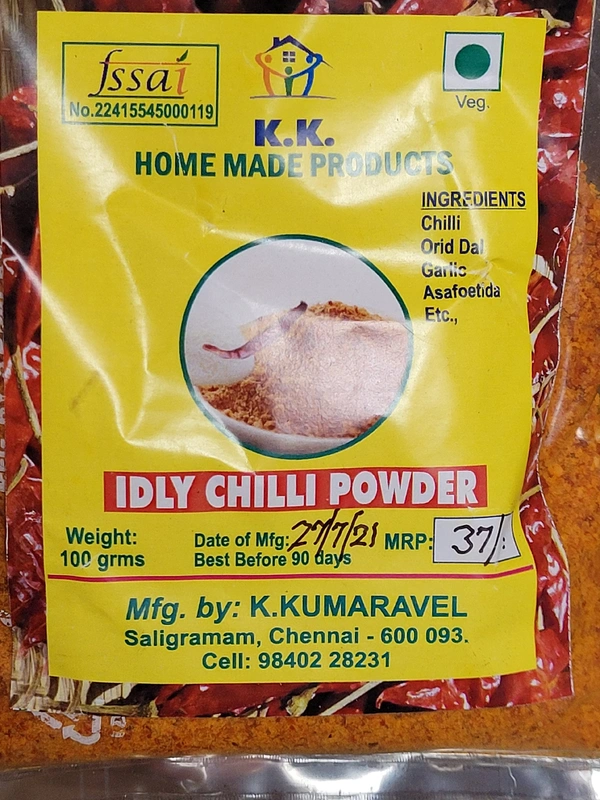 fssai
No.22415545000119
Veg.
K.K.
HOME MADE PRODUCTS
INGREDIENTS
Chilli
Orid Dal
Garlic
Asafoetida
Etc.,
IDLY CHILLI POWDER
Weight:
100 grms
Date of Mfg: 27/7/21
Best Before 90 days
MRP: 37/-
Mfg. by: K.KUMARAVEL
Saligramam, Chennai - 600 093.
Cell: 98402 28231